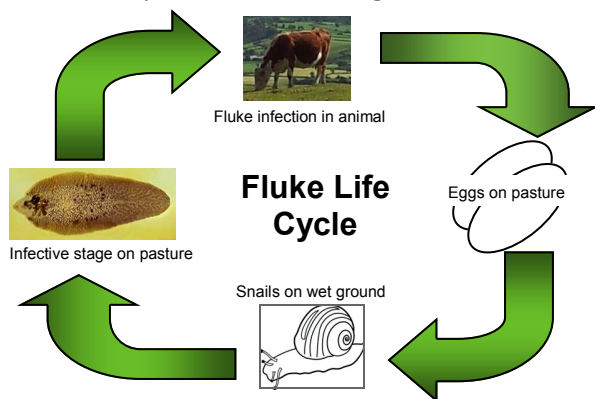 Fluke infection in animal
Fluke Life
Cycle
Eggs on pasture
Infective stage on pasture
Snails on wet ground